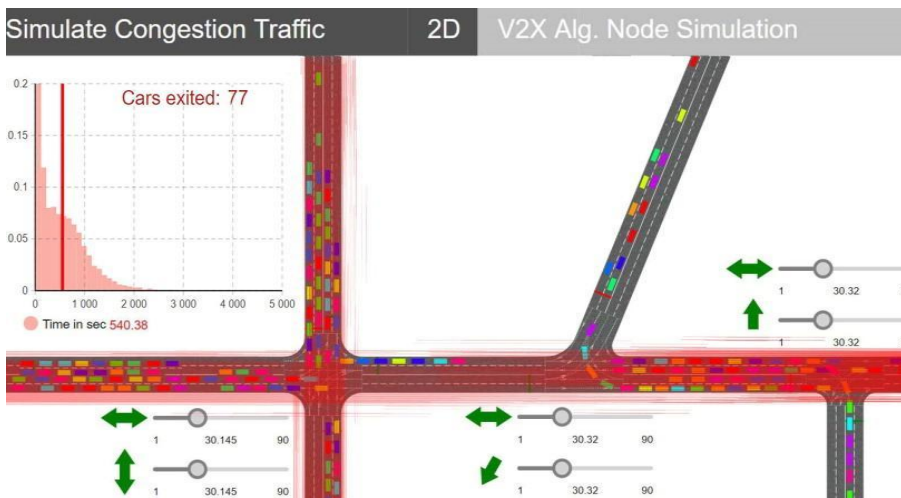 Simulate Congestion Traffic
2D
V2X Alg. Node Simulation
Cars exited: 77
0.2
0.15
0.1
0.05
0
0 1 000 2 000 3 000 4 000 5 000
Time in sec 540.38
1 30.32
1 30.32
1 30.145 90
1 30.145 90
1 30.32 90
1 30.32 90